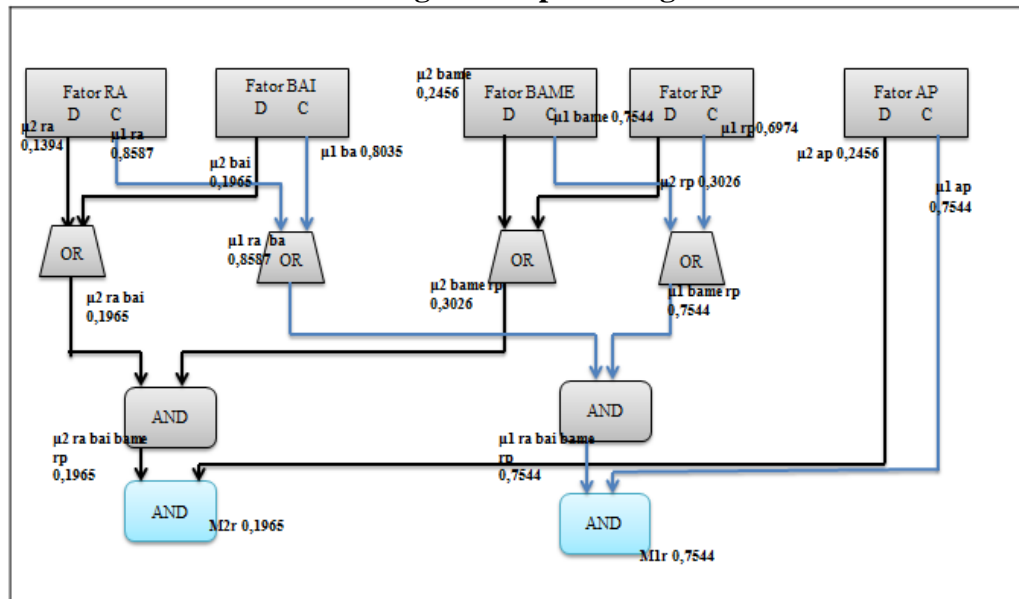 Fator RA
D C
Fator BAI
D C
µ2 bame
0,2456
Fator BAME
D C
Fator RP
D C
Fator AP
D C
µ2 ra
0,1394
µ1 ra
0,8587
µ2 bai
0,1965
µ1 ba 0,8035
µ1 bame 0,7544
µ1 rp0,6974
µ2 rp 0,3026
µ2 ap 0,2456
µ1 ap
0,7544
OR
µ1 ra ba
0,8587
OR
OR
OR
µ2 ra bai
0,1965
µ2 bame rp
0,3026
µ1 bame rp
0,7544
AND
AND
µ2 ra bai bame
rp
0,1965
µ1 ra bai bame
rp
0,7544
AND
M2r 0,1965
AND
M1r 0,7544